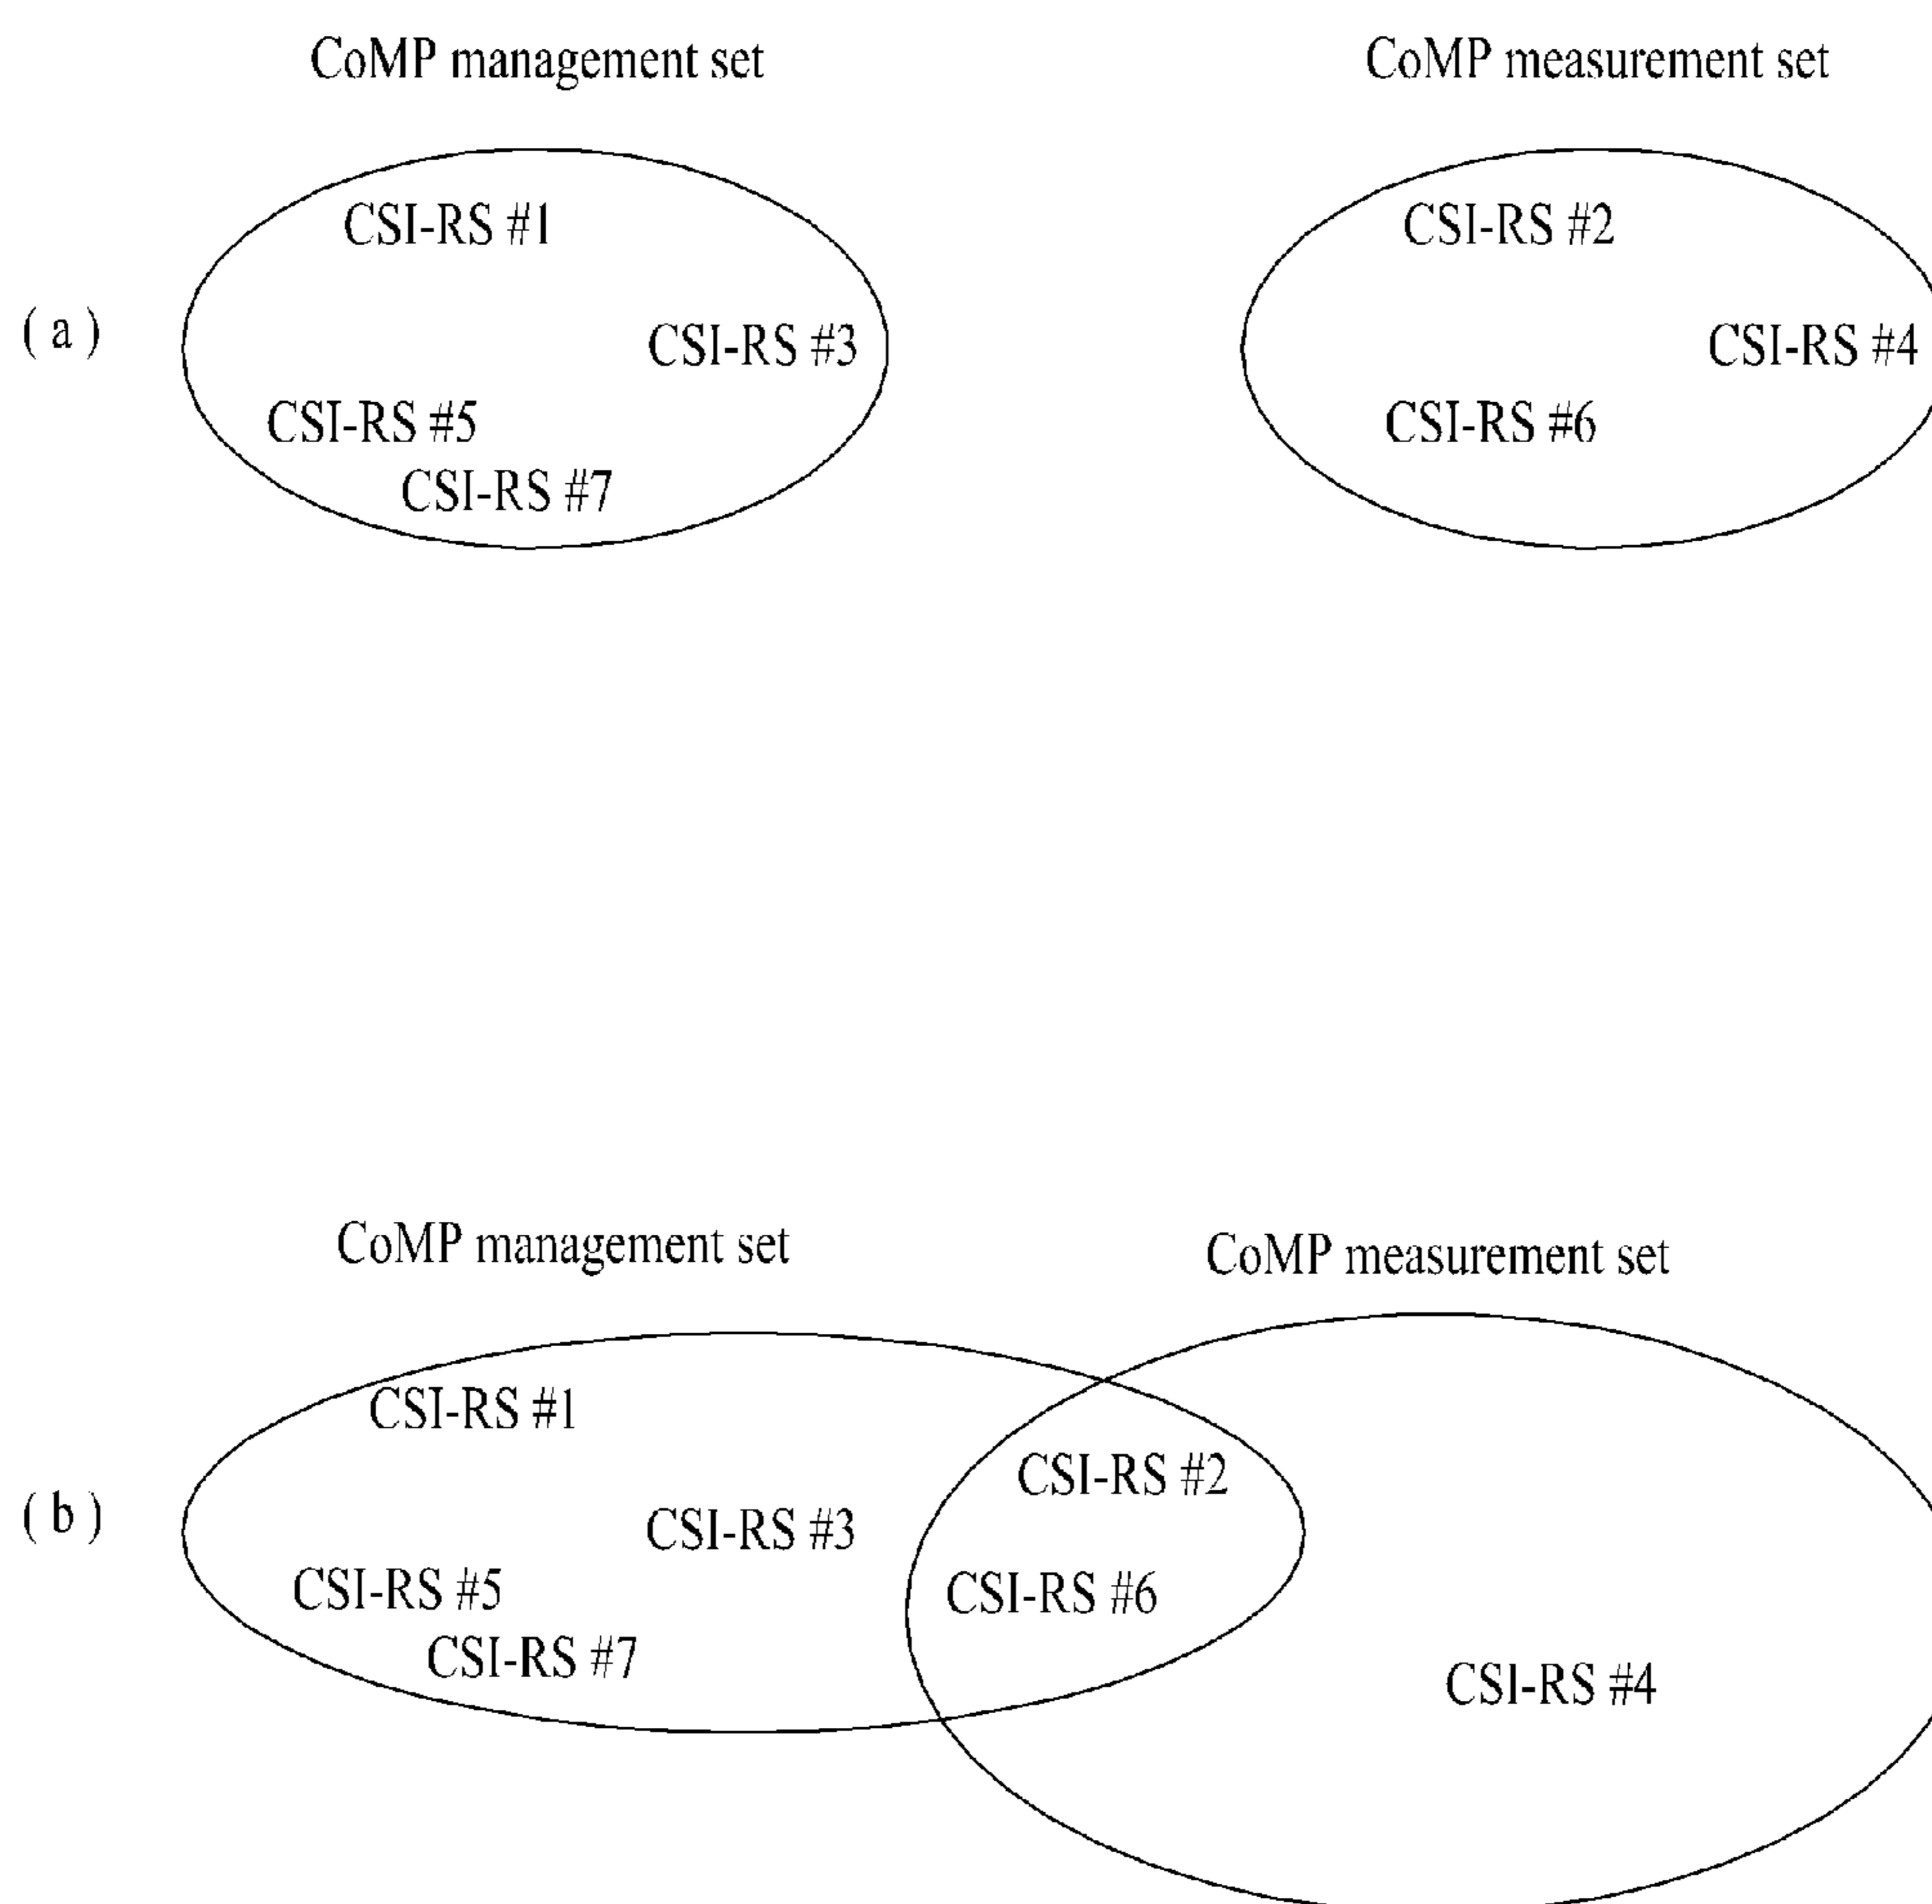 CoMP management set
CoMP measurement set
CSI-RS #1
CSI-RS #2
( a )
CSI-RS #3
CSI-RS #4
CSI-RS #5
CSI-RS #6
CSI-RS #7
CoMP management set
CoMP measurement set
CSI-RS #1
CSI-RS #2
( b )
CSI-RS #3
CSI-RS #5
CSI-RS #6
CSI-RS #7
CSI-RS #4